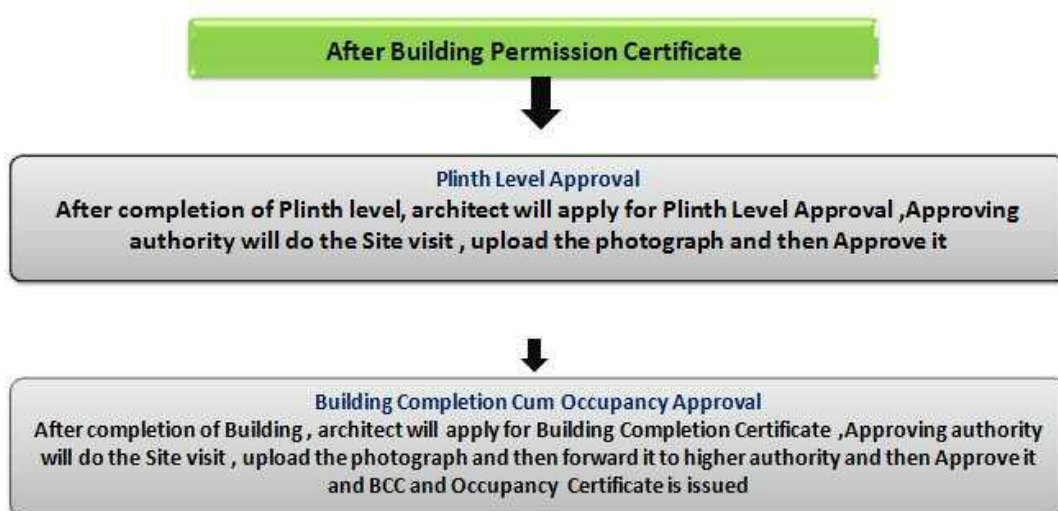 After Building Permission Certificate
Plinth Level Approval
After completion of Plinth level, architect will apply for Plinth Level Approval ,Approving
authority will do the Site visit , upload the photograph and then Approve it
Building Completion Cum Occupancy Approval
After completion of Building , architect will apply for Building Completion Certificate ,Approving authority
will do the Site visit , upload the photograph and then forward it to higher authority and then Approve it
and BCC and Occupancy Certificate is issued